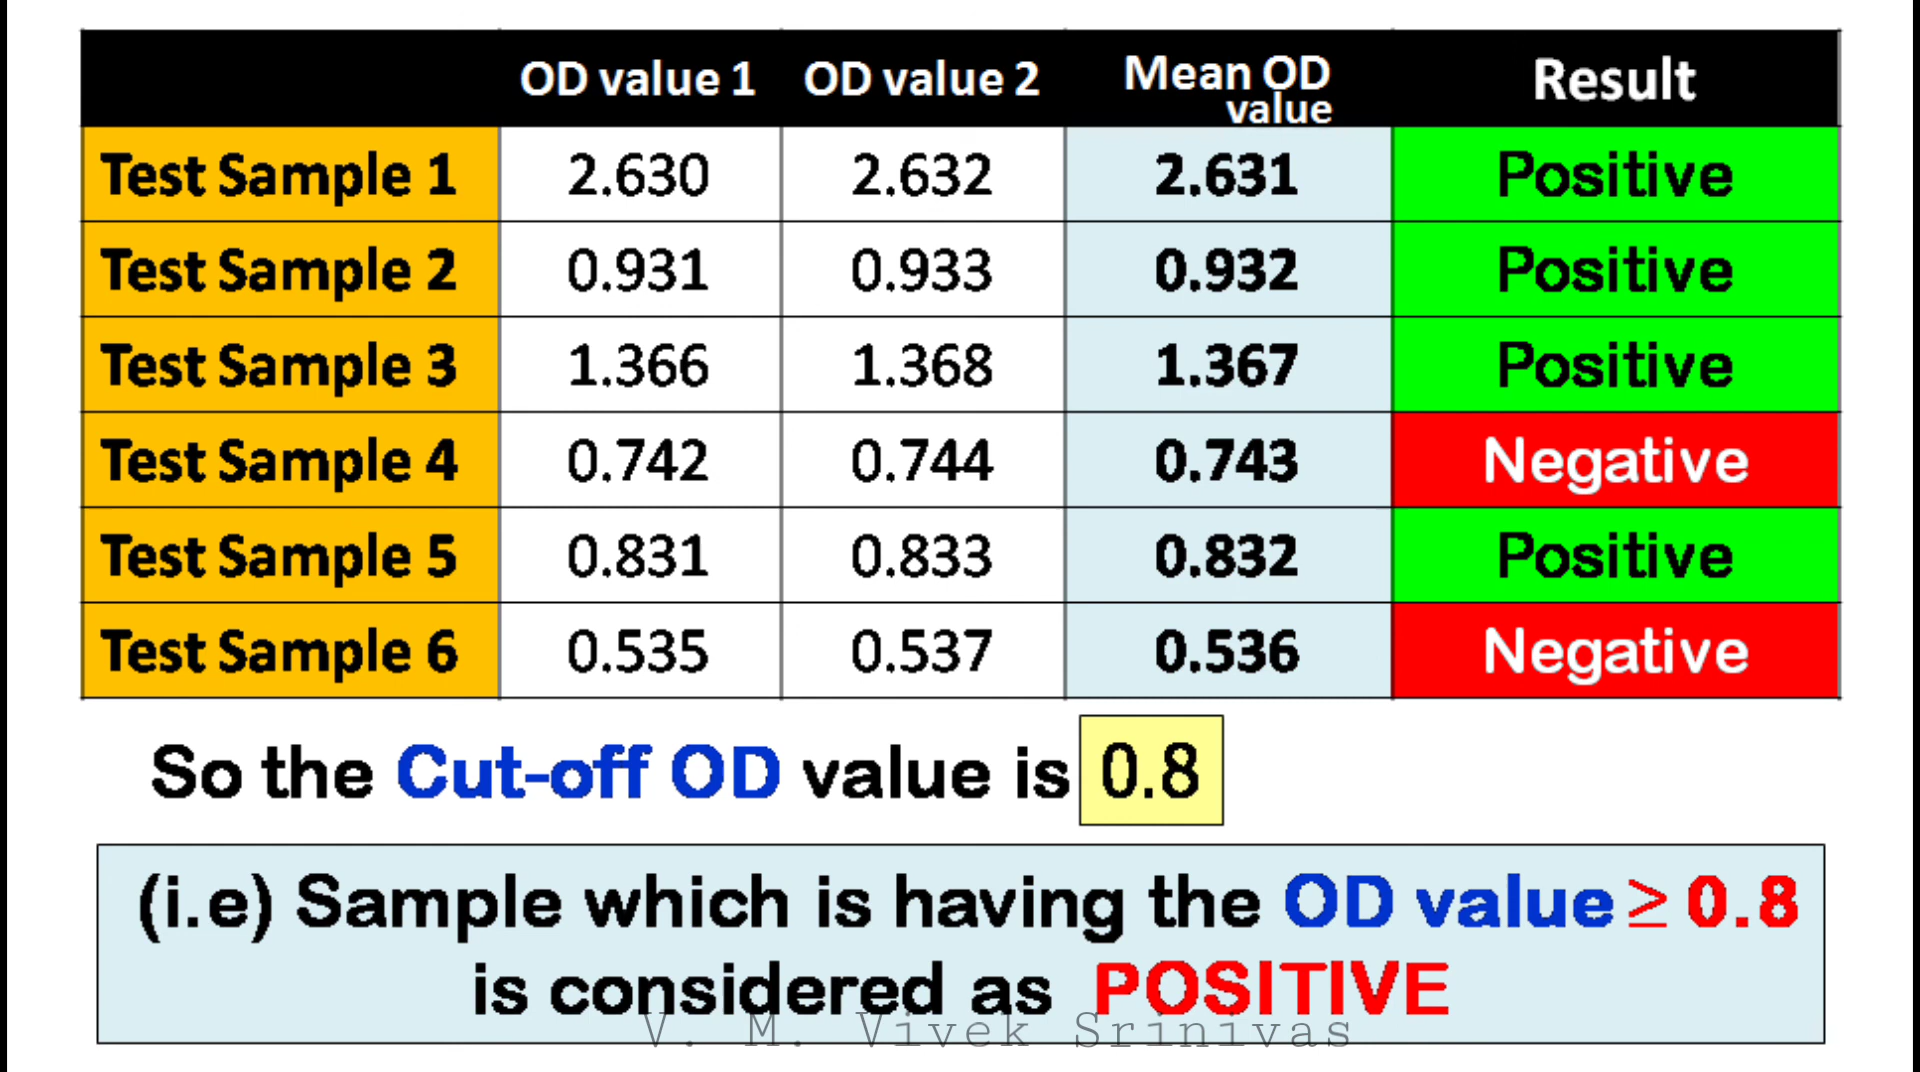 OD value 1 OD value 2 Mean OD value Result
Test Sample 1 2.630 2.632 2.631 Positive
Test Sample 2 0.931 0.933 0.932 Positive
Test Sample 3 1.366 1.368 1.367 Positive
Test Sample 4 0.742 0.744 0.743 Negative
Test Sample 5 0.831 0.833 0.832 Positive
Test Sample 6 0.535 0.537 0.536 Negative
So the Cut-off OD value is 0.8
(i.e) Sample which is having the OD value ≥ 0.8
is considered as POSITIVE
V. M. Vivek Srinivas